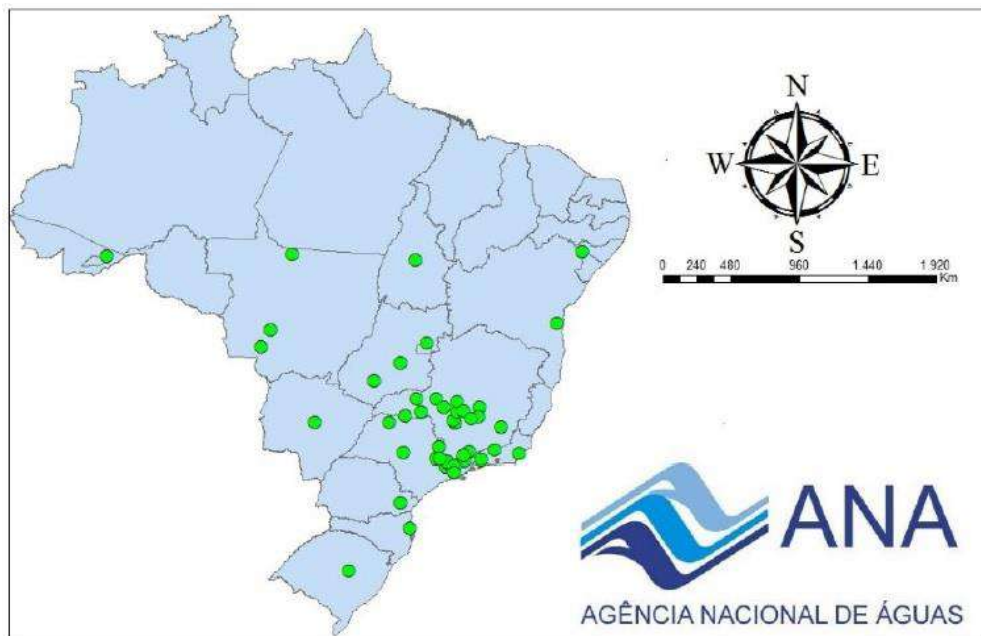 N
W E
S
0 240 480 960 1.440 1.920
Km
ANA
AGÊNCIA NACIONAL DE ÁGUAS